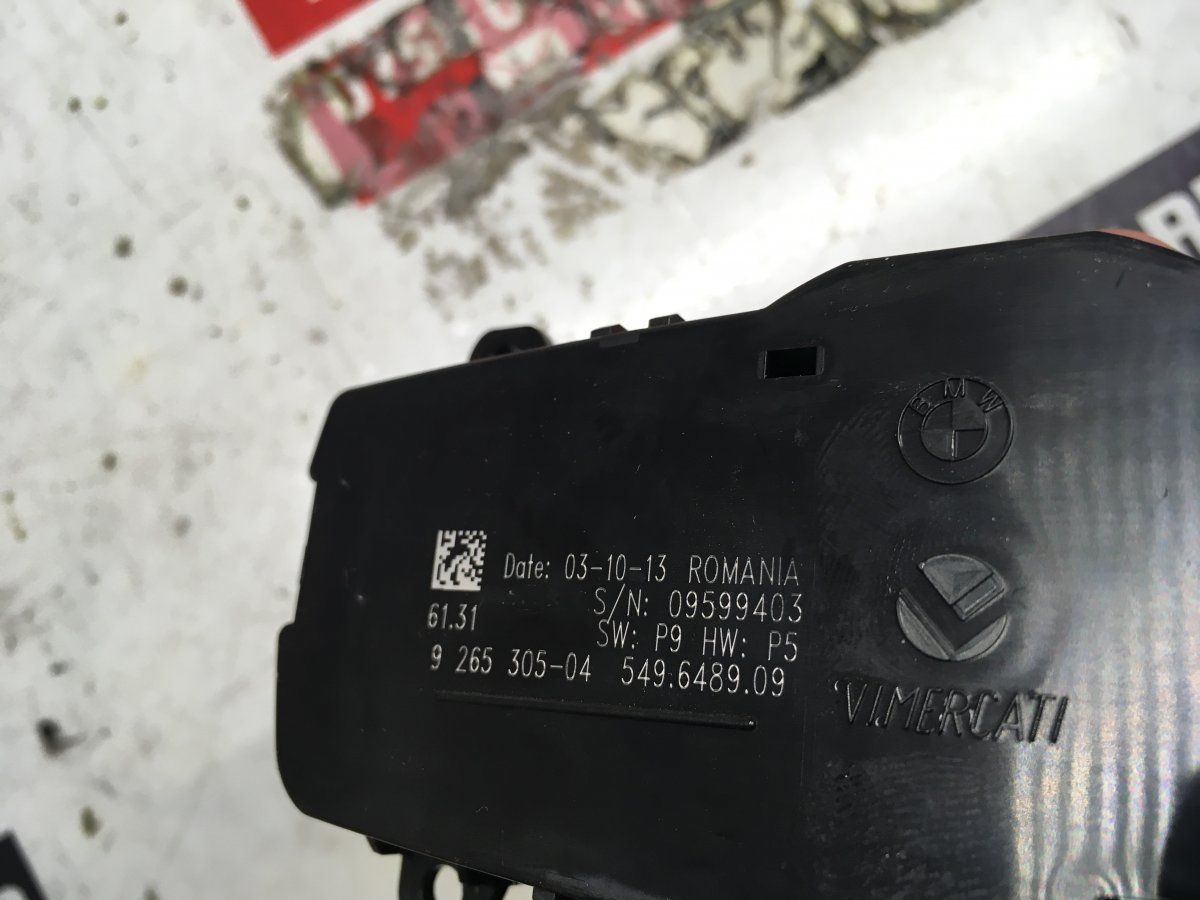 BMW
Date: 03-10-13 ROMANIA
S/N: 09599403
61.31
SW: P9 HW: P5
9 265 305-04 549.6489.09
V.I.MERCATI